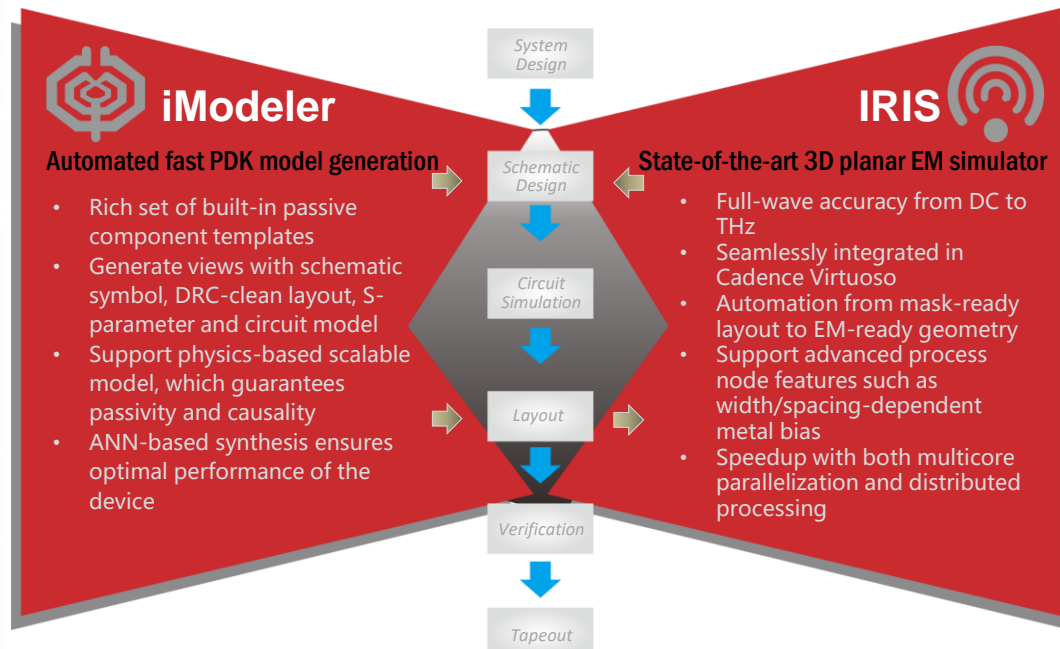 iModeler
Automated fast PDK model generation
• Rich set of built-in passive
component templates
• Generate views with schematic
symbol, DRC-clean layout, S-
parameter and circuit model
• Support physics-based scalable
model, which guarantees
passivity and causality
• ANN-based synthesis ensures
optimal performance of the
device
System
Design
Schematic
Design
Circuit
Simulation
Layout
Verification
Tapeout
IRIS
State-of-the-art 3D planar EM simulator
• Full-wave accuracy from DC to
THz
• Seamlessly integrated in
Cadence Virtuoso
• Automation from mask-ready
layout to EM-ready geometry
• Support advanced process
node features such as
width/spacing-dependent
metal bias
• Speedup with both multicore
parallelization and distributed
processing